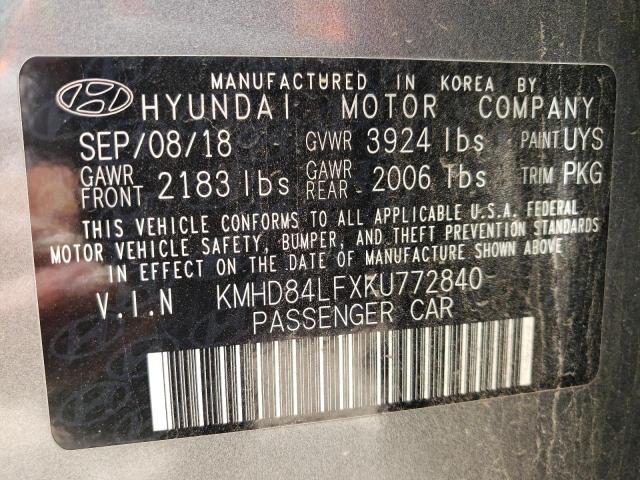 MANUFACTURED IN KOREA BY
HYUNDAI MOTOR COMPANY
SEP/08/18 GVWR 3924 lbs PAINT UYS
GAWR FRONT 2183 lbs GAWR REAR 2006 lbs TRIM PKG
THIS VEHICLE CONFORMS TO ALL APPLICABLE U.S.A. FEDERAL
MOTOR VEHICLE SAFETY, BUMPER, AND THEFT PREVENTION STANDARDS
IN EFFECT ON THE DATE OF MANUFACTURE SHOWN ABOVE
V.I.N KMHD84LFXKU772840
PASSENGER CAR